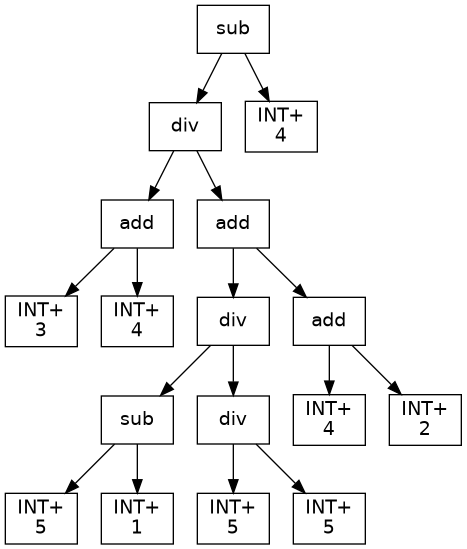 sub
div
INT+
4
add
add
INT+
3
INT+
4
div
add
sub
div
INT+
4
INT+
2
INT+
5
INT+
1
INT+
5
INT+
5